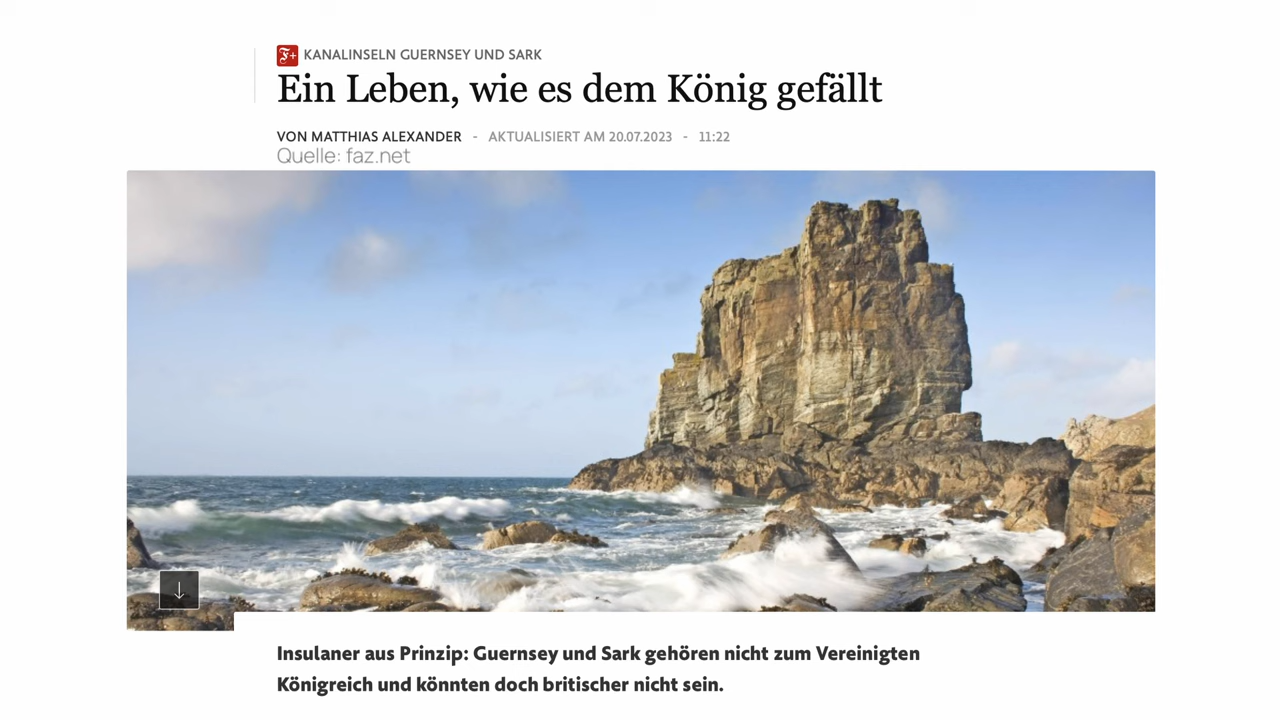 F+ KANALINSELN GUERNSEY UND SARK
Ein Leben, wie es dem König gefällt
VON MATTHIAS ALEXANDER - AKTUALISIERT AM 20.07.2023 - 11:22
Quelle: faz.net
Insulaner aus Prinzip: Guernsey und Sark gehören nicht zum Vereinigten
Königreich und könnten doch britischer nicht sein.